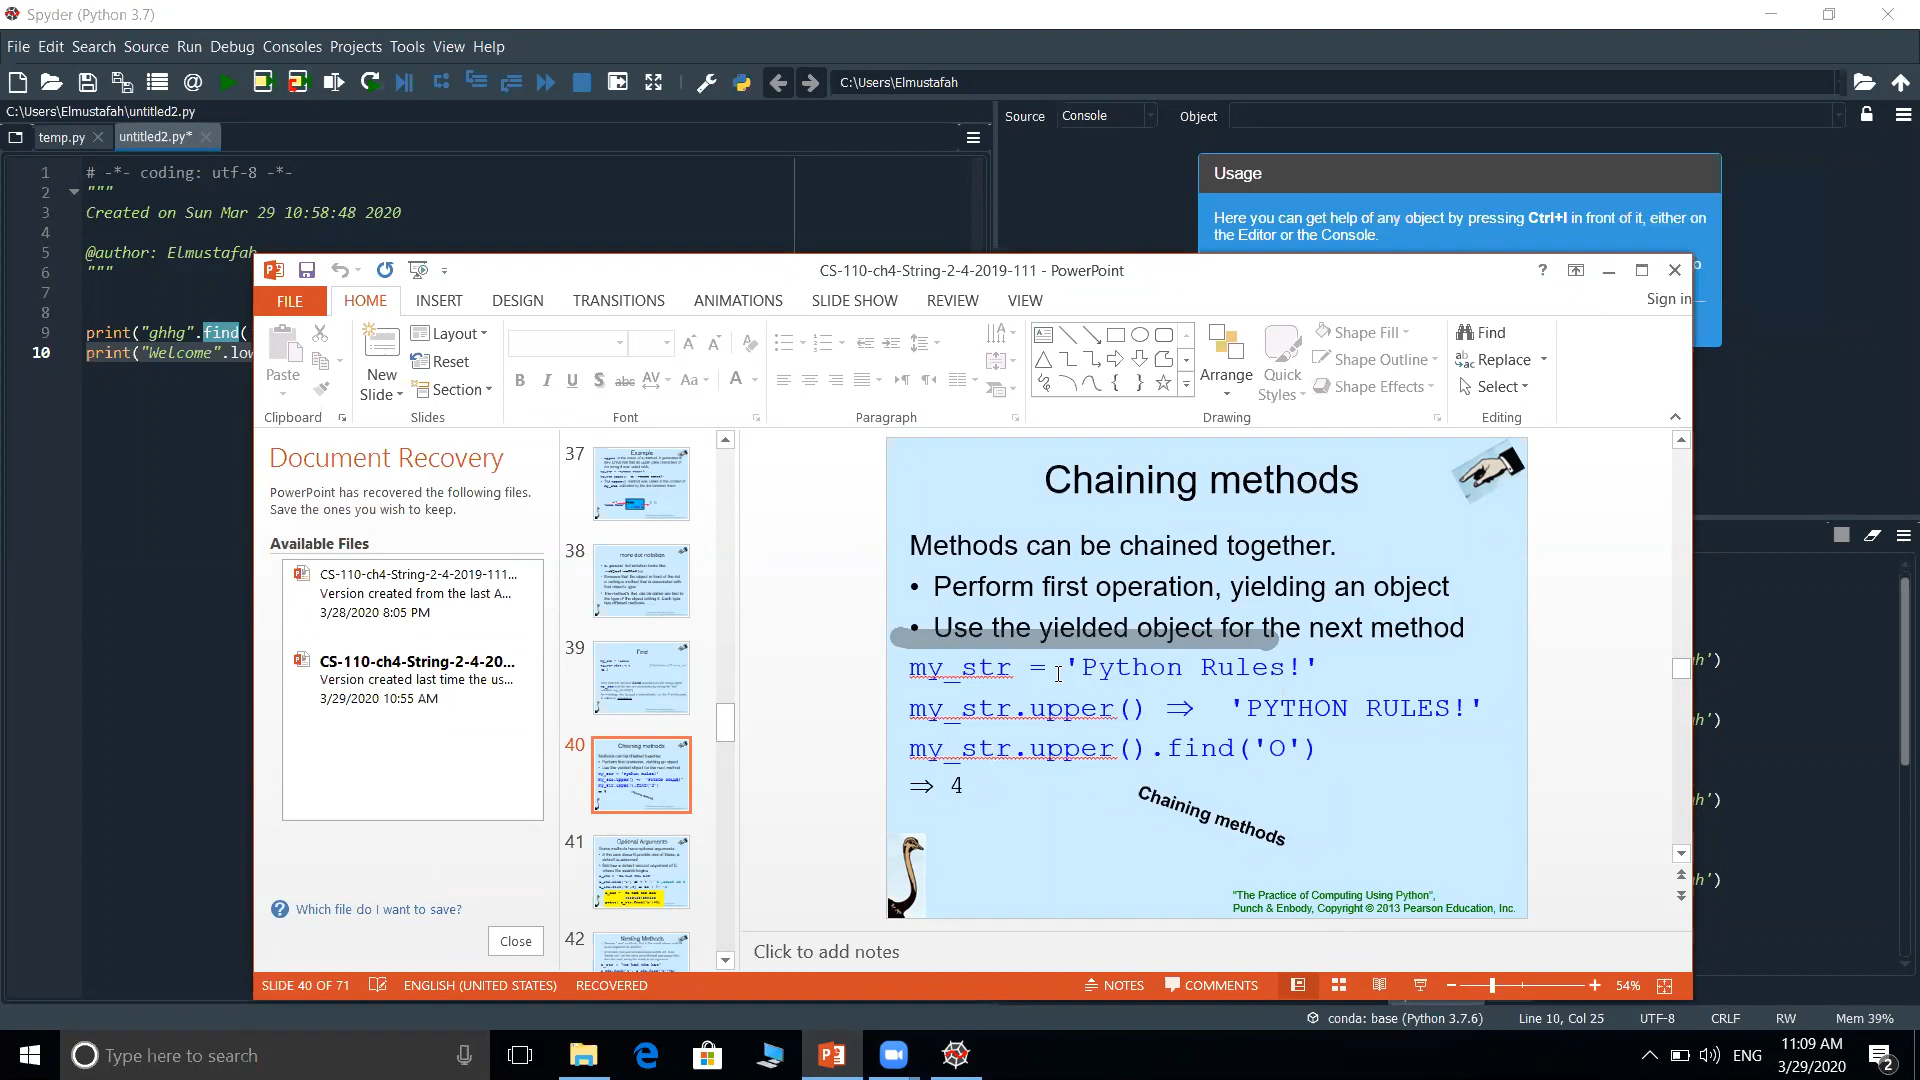 Spyder (Python 3.7)
File Edit Search Source Run Debug Consoles Projects Tools View Help
C:\Users\Elmustafah
C:\Users\Elmustafah\untitled2.py
Source Console Object
temp.py untitled2.py*
1 # -*- coding: utf-8 -*-
2 """
3 Created on Sun Mar 29 10:58:48 2020
4
5 @author: Elmustafah
6 """
7
8
9 print("ghhg".find(
10 print("Welcome".low
Usage
Here you can get help of any object by pressing Ctrl+I in front of it, either on
the Editor or the Console.
CS-110-ch4-String-2-4-2019-111 - PowerPoint
FILE HOME INSERT DESIGN TRANSITIONS ANIMATIONS SLIDE SHOW REVIEW VIEW Sign in
Paste
Clipboard
New
Slide
Layout
Reset
Section
Slides
Font
Paragraph
Arrange
Quick
Styles
Shape Fill
Shape Outline
Shape Effects
Drawing
Find
Replace
Select
Editing
Document Recovery
PowerPoint has recovered the following files.
Save the ones you wish to keep.
Available Files
CS-110-ch4-String-2-4-2019-111...
Version created from the last A...
3/28/2020 8:05 PM
CS-110-ch4-String-2-4-20...
Version created last time the us...
3/29/2020 10:55 AM
Which file do I want to save?
Close
37
Example
38
more dot notation
39
Find
40
Chaining methods
41
Optional Arguments
42
Nesting Methods
Chaining methods
Methods can be chained together.
• Perform first operation, yielding an object
• Use the yielded object for the next method
my_str = 'Python Rules!'
my_str.upper() ⇒ 'PYTHON RULES!'
my_str.upper().find('O')
⇒ 4
Chaining methods
"The Practice of Computing Using Python",
Punch & Enbody, Copyright © 2013 Pearson Education, Inc.
Click to add notes
SLIDE 40 OF 71 ENGLISH (UNITED STATES) RECOVERED NOTES COMMENTS 54%
conda: base (Python 3.7.6) Line 10, Col 25 UTF-8 CRLF RW Mem 39%
Type here to search
ENG
11:09 AM
3/29/2020
2